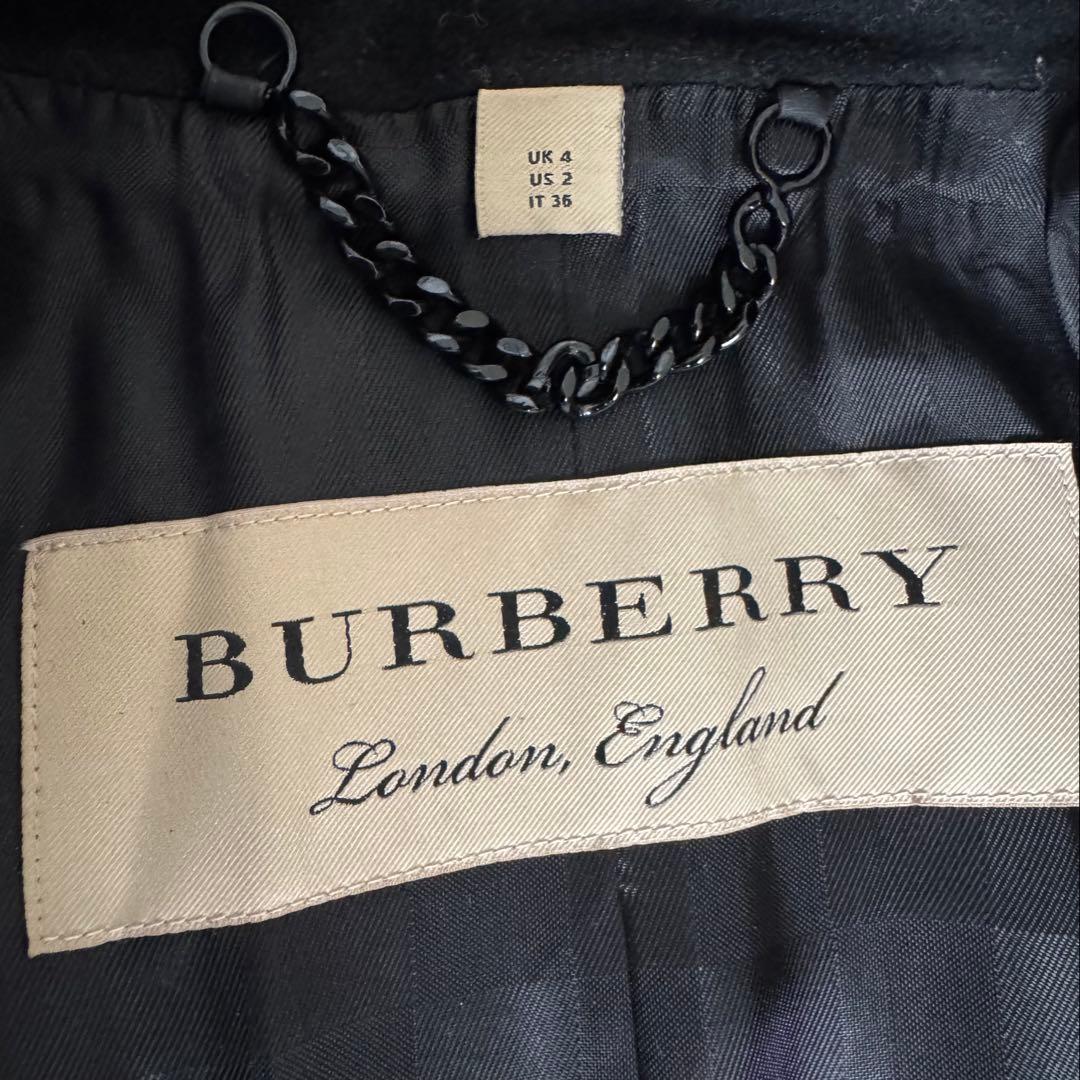 UK 4
US 2
IT 36
BURBERRY
London, England